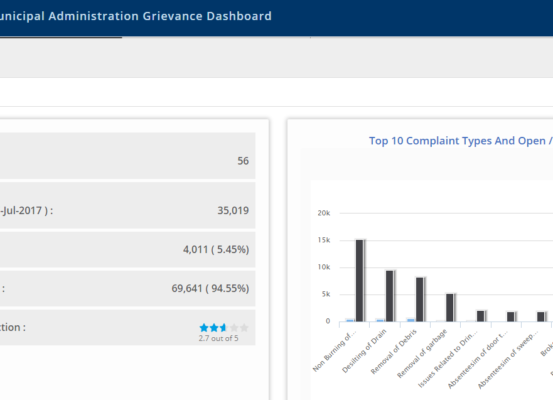 unicipal Administration Grievance Dashboard
56
-Jul-2017 ) :
35,019
4,011 ( 5.45%)
:
69,641 ( 94.55%)
ction :
2.7 out of 5
Top 10 Complaint Types And Open /
20k
15k
10k
5k
0
Non Burning of...
Desilting of Drain
Removal of Debris
Removal of garbage
Issues Related to Drin...
Absenteesim of door t...
Absenteesim of sweep...
Brok